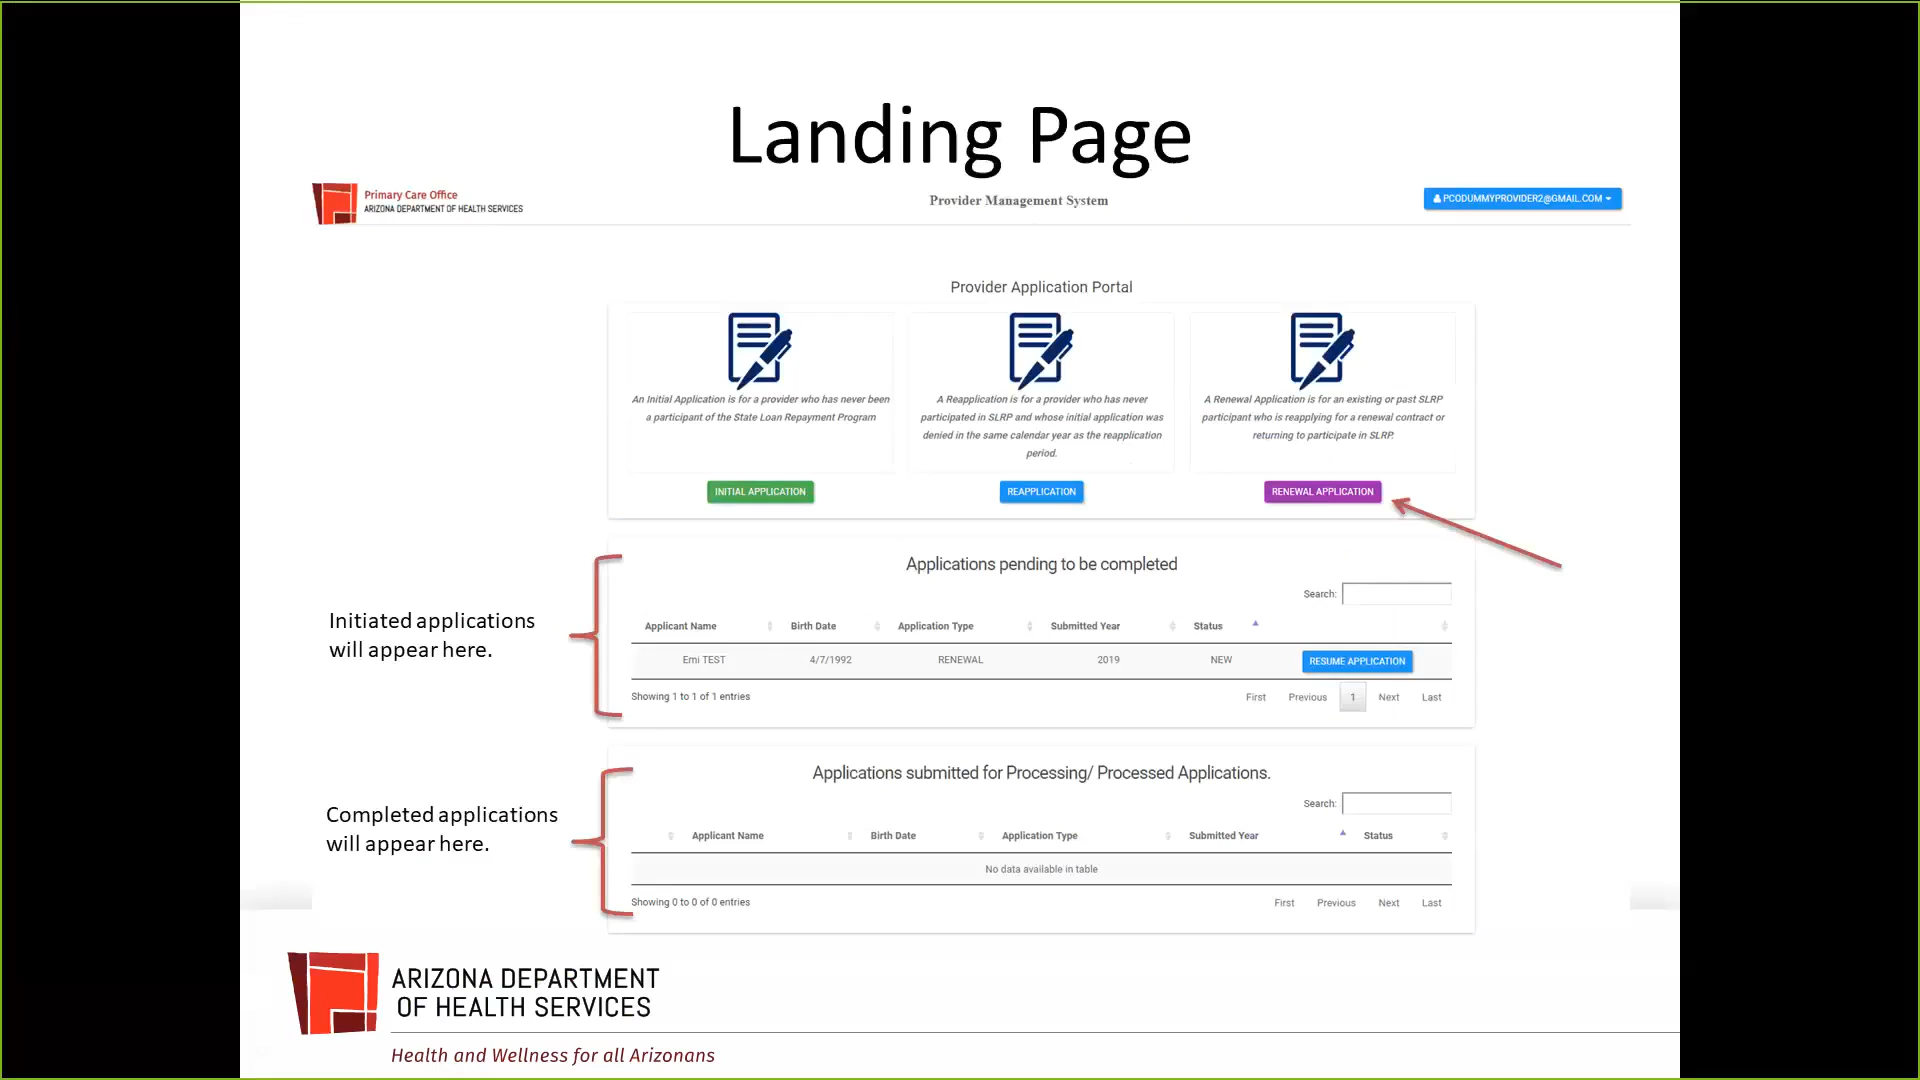 Landing Page
Primary Care Office
ARIZONA DEPARTMENT OF HEALTH SERVICES
Provider Management System
PCODUMMYPROVIDER2@GMAIL.COM
Provider Application Portal
An Initial Application is for a provider who has never been
a participant of the State Loan Repayment Program
A Reapplication is for a provider who has never
participated in SLRP and whose initial application was
denied in the same calendar year as the reapplication
period.
A Renewal Application is for an existing or past SLRP
participant who is reapplying for a renewal contract or
returning to participate in SLRP.
INITIAL APPLICATION
REAPPLICATION
RENEWAL APPLICATION
Initiated applications
will appear here.
Applications pending to be completed
Search:
Applicant Name Birth Date Application Type Submitted Year Status
Emi TEST 4/7/1992 RENEWAL 2019 NEW RESUME APPLICATION
Showing 1 to 1 of 1 entries First Previous 1 Next Last
Completed applications
will appear here.
Applications submitted for Processing/ Processed Applications.
Search:
Applicant Name Birth Date Application Type Submitted Year Status
No data available in table
Showing 0 to 0 of 0 entries First Previous Next Last
ARIZONA DEPARTMENT
OF HEALTH SERVICES
Health and Wellness for all Arizonans